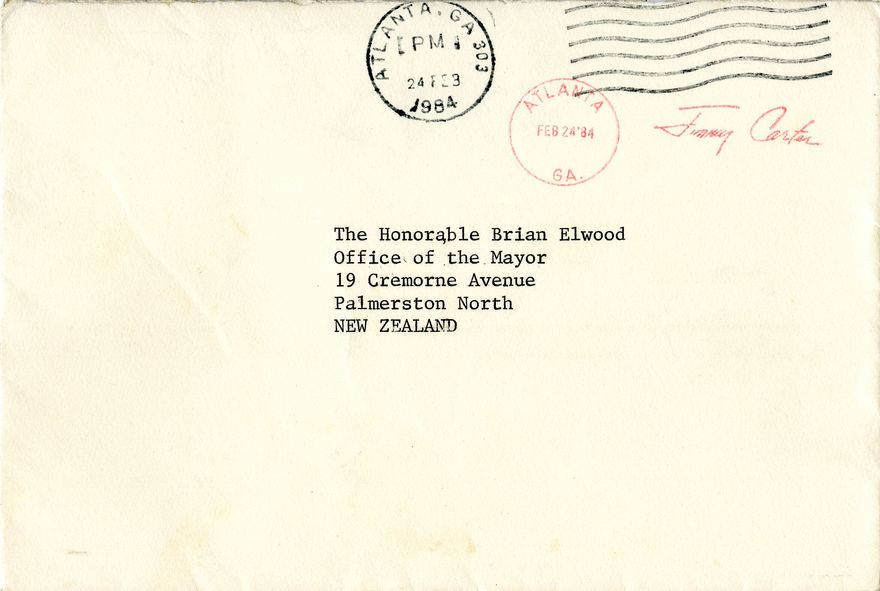 ATLANTA, GA 303
PM
24 FEB
1984
ATLANTA
FEB 24 '84
GA.
Jimmy Carter
The Honorable Brian Elwood
Office of the Mayor
19 Cremorne Avenue
Palmerston North
NEW ZEALAND